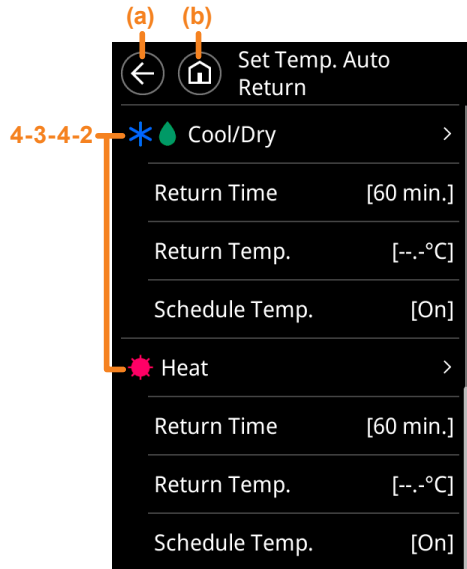 (a) (b)
Set Temp. Auto
Return
4-3-4-2
Cool/Dry >
Return Time [60 min.]
Return Temp. [--.-°C]
Schedule Temp. [On]
Heat >
Return Time [60 min.]
Return Temp. [--.-°C]
Schedule Temp. [On]